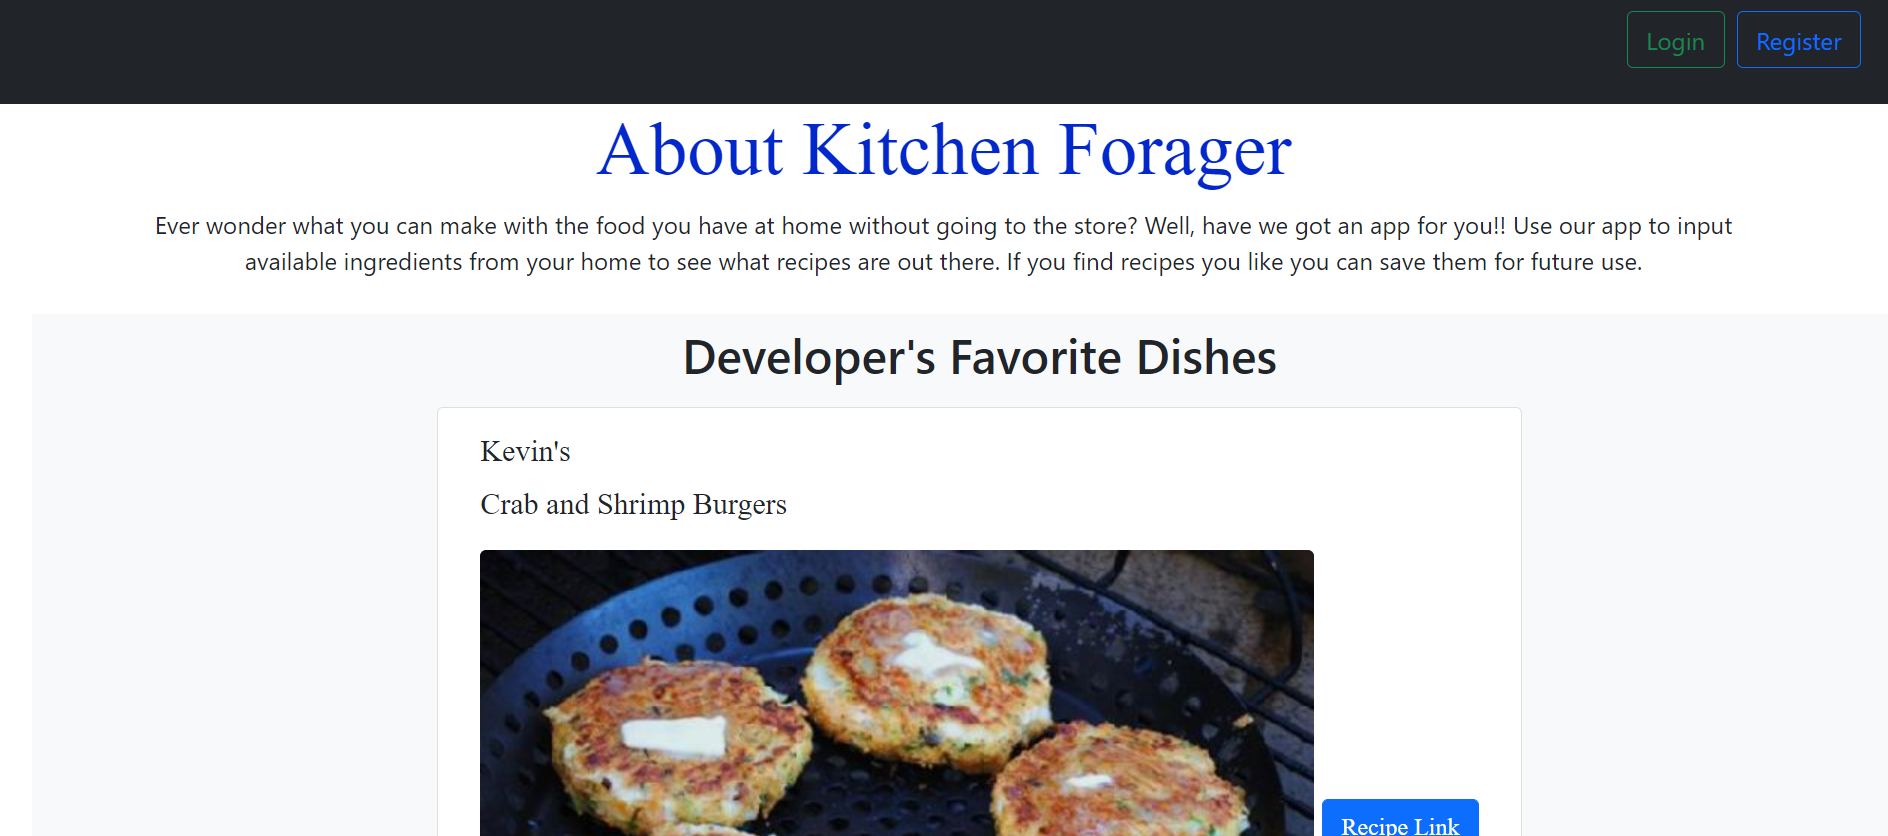 Login Register
About Kitchen Forager
Ever wonder what you can make with the food you have at home without going to the store? Well, have we got an app for you!! Use our app to input
available ingredients from your home to see what recipes are out there. If you find recipes you like you can save them for future use.
Developer's Favorite Dishes
Kevin's
Crab and Shrimp Burgers
Recipe Link